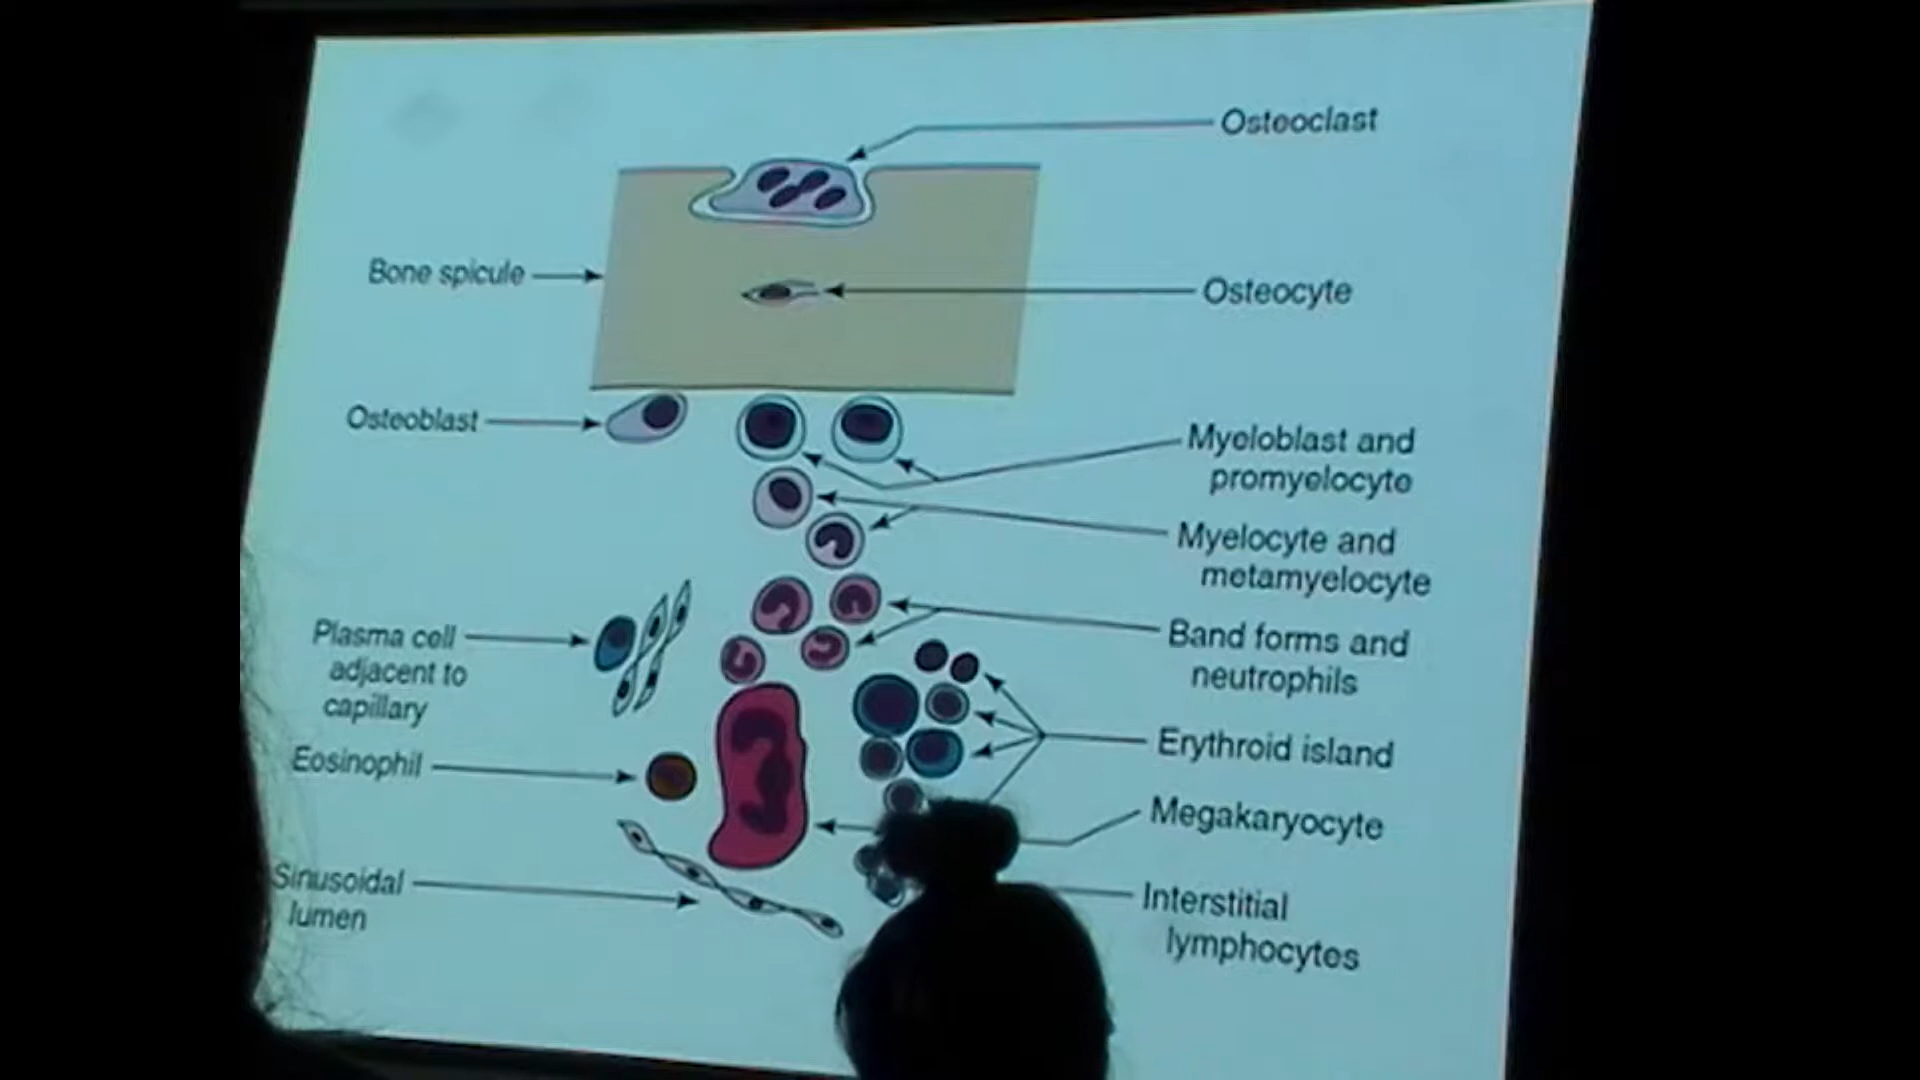 Osteoclast
Bone spicule
Osteocyte
Osteoblast
Myeloblast and
promyelocyte
Myelocyte and
metamyelocyte
Plasma cell
adjacent to
capillary
Band forms and
neutrophils
Eosinophil
Erythroid island
Megakaryocyte
Sinusoidal
lumen
Interstitial
lymphocytes